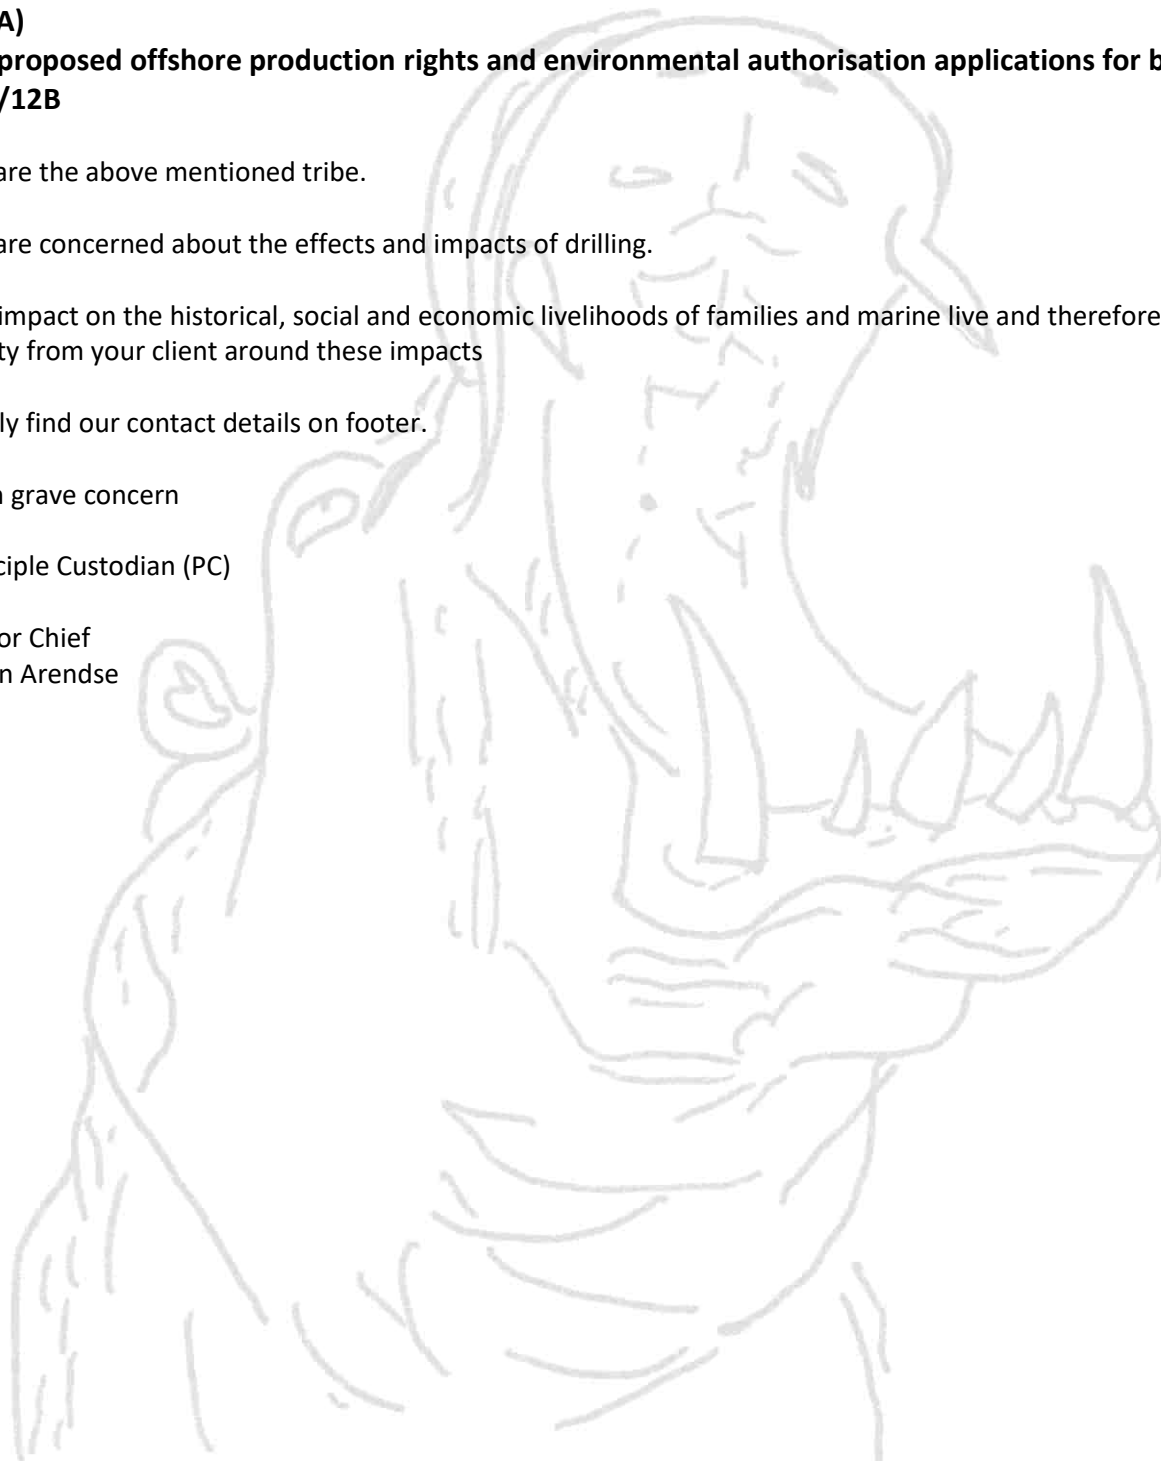 A)
proposed offshore production rights and environmental authorisation applications for b
/12B
are the above mentioned tribe.
are concerned about the effects and impacts of drilling.
impact on the historical, social and economic livelihoods of families and marine live and therefore
ty from your client around these impacts
ly find our contact details on footer.
n grave concern
ciple Custodian (PC)
or Chief
n Arendse